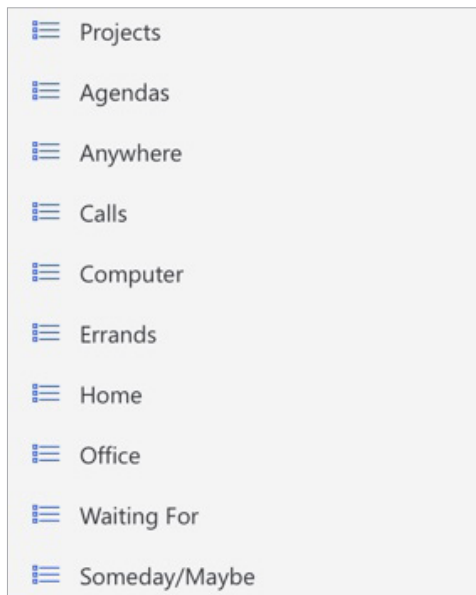 Projects
Agendas
Anywhere
Calls
Computer
Errands
Home
Office
Waiting For
Someday/Maybe